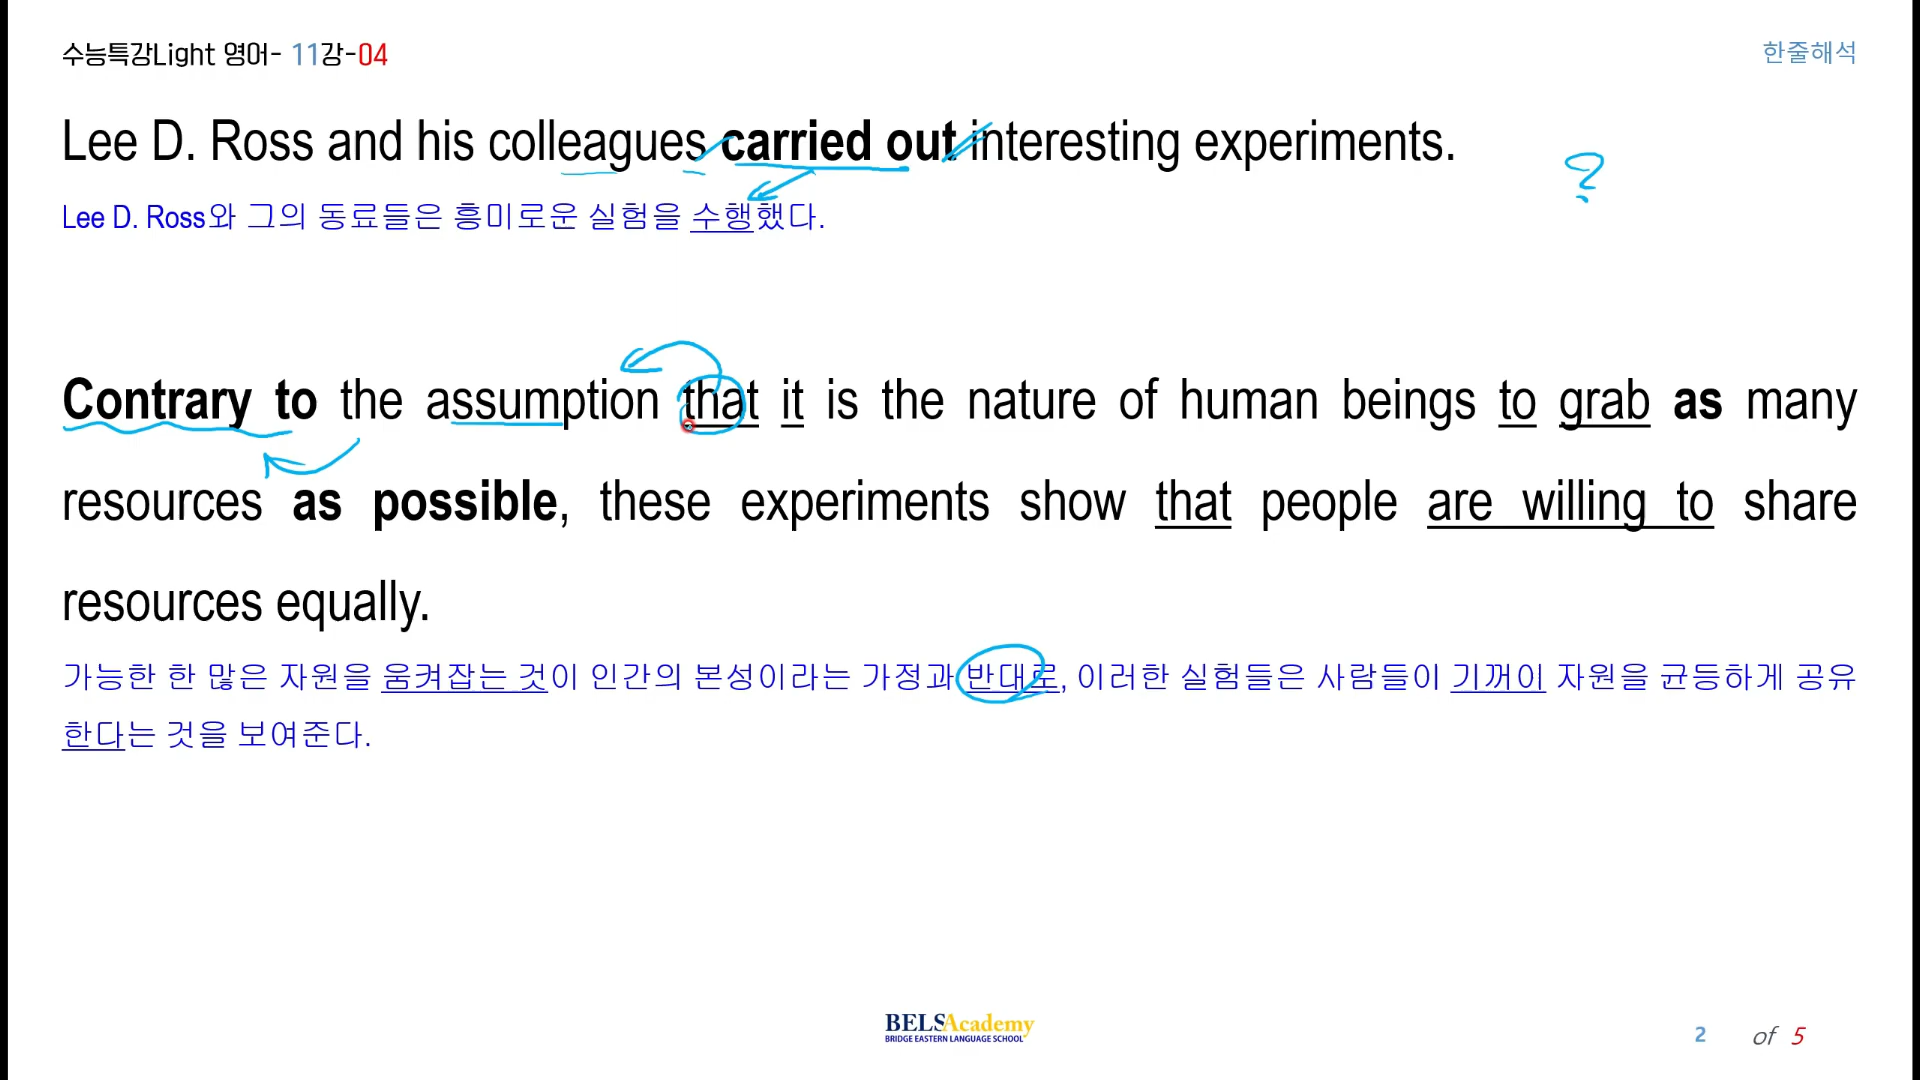 수능특강Light 영어- 11강-04
한줄해석
Lee D. Ross and his colleagues carried out interesting experiments.
?
Lee D. Ross와 그의 동료들은 흥미로운 실험을 수행했다.
Contrary to the assumption that it is the nature of human beings to grab as many
resources as possible, these experiments show that people are willing to share
resources equally.
가능한 한 많은 자원을 움켜잡는 것이 인간의 본성이라는 가정과 반대로, 이러한 실험들은 사람들이 기꺼이 자원을 균등하게 공유
한다는 것을 보여준다.
BELSAcademy
BRIDGE EASTERN LANGUAGE SCHOOL
2 of 5